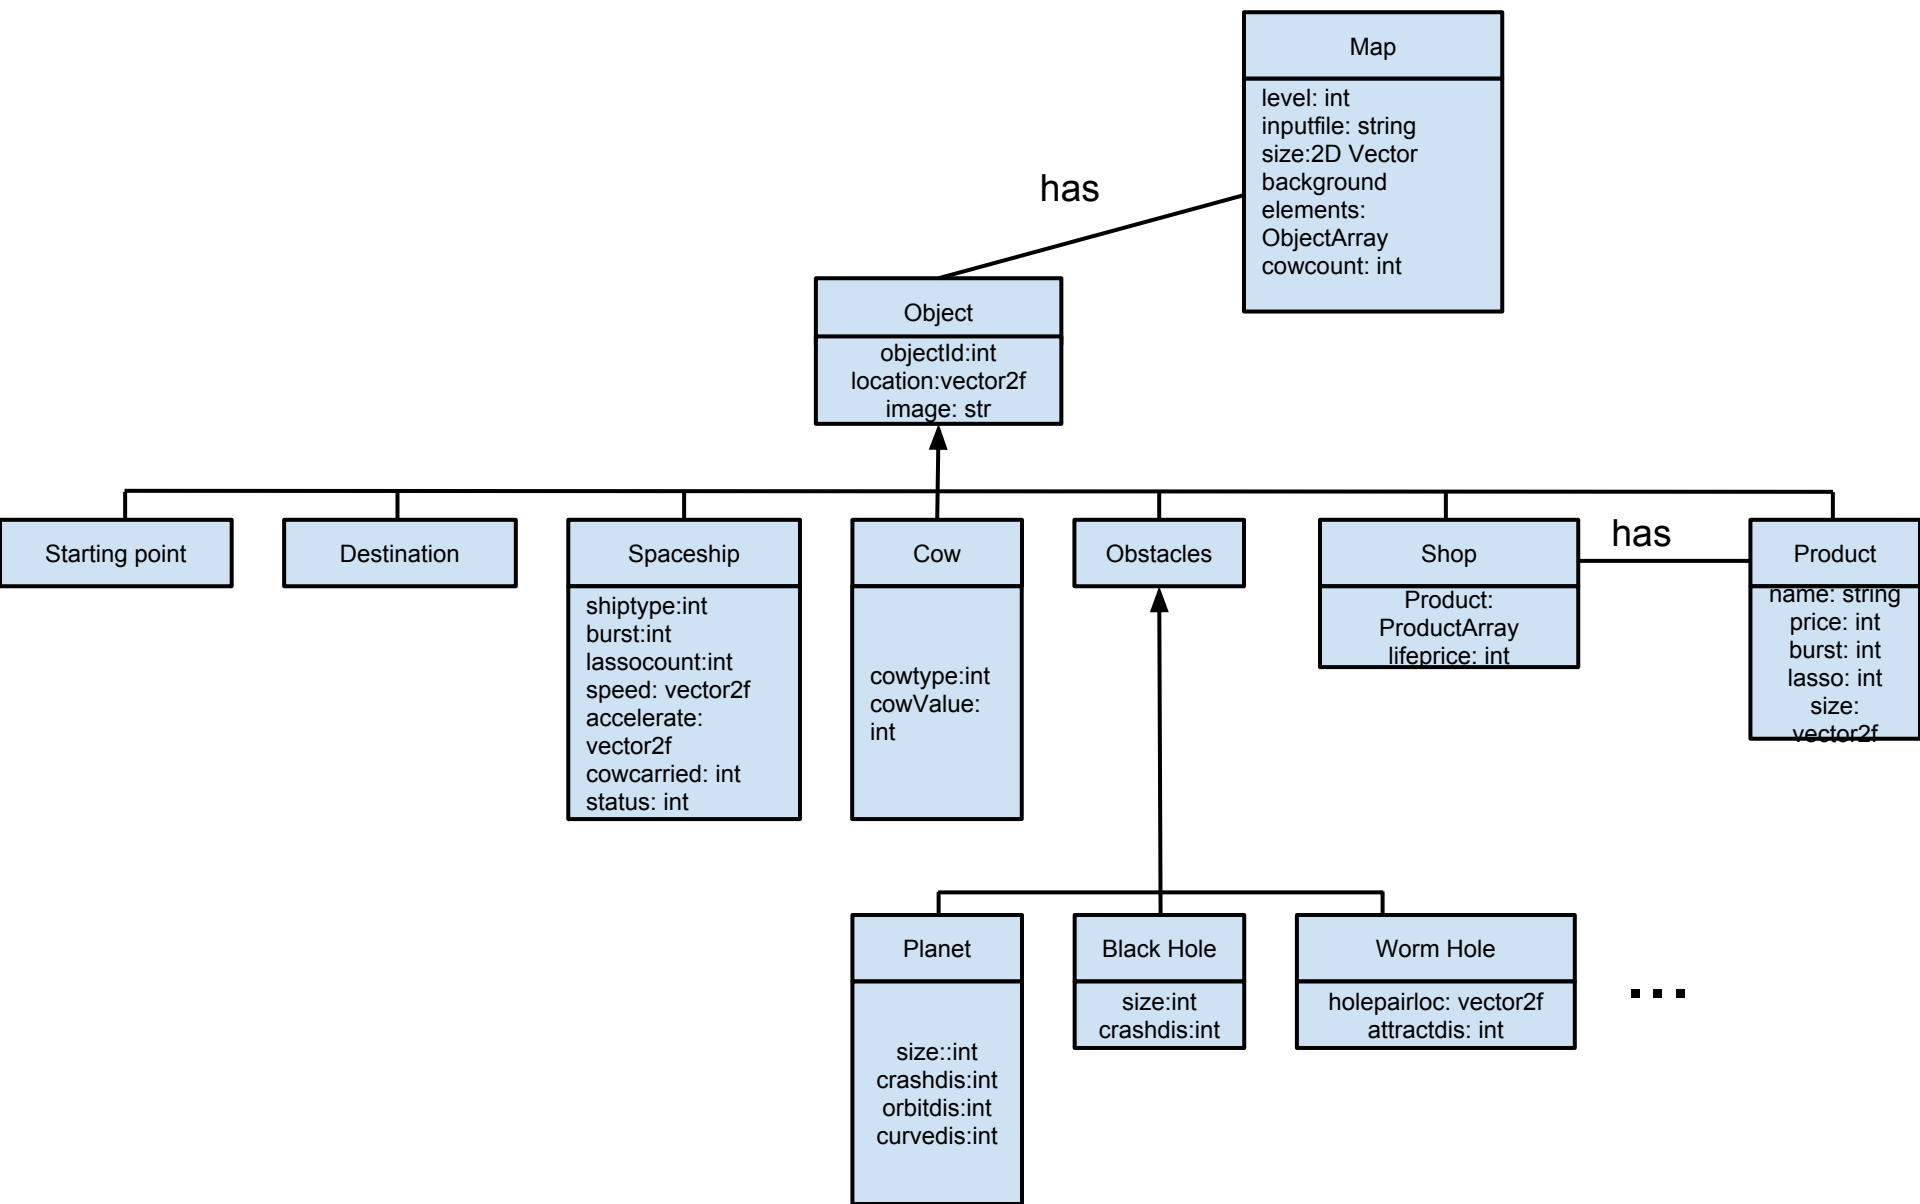 Map
level: int
inputfile: string
size:2D Vector
background
elements:
ObjectArray
cowcount: int
has
Object
objectId:int
location:vector2f
image: str
Starting point
Destination
Spaceship
shiptype:int
burst:int
lassocount:int
speed: vector2f
accelerate:
vector2f
cowcarried: int
status: int
Cow
cowtype:int
cowValue:
int
Obstacles
Shop
Product:
ProductArray
lifeprice: int
has
Product
name: string
price: int
burst: int
lasso: int
size:
vector2f
Planet
size::int
crashdis:int
orbitdis:int
curvedis:int
Black Hole
size:int
crashdis:int
Worm Hole
holepairloc: vector2f
attractdis: int
...